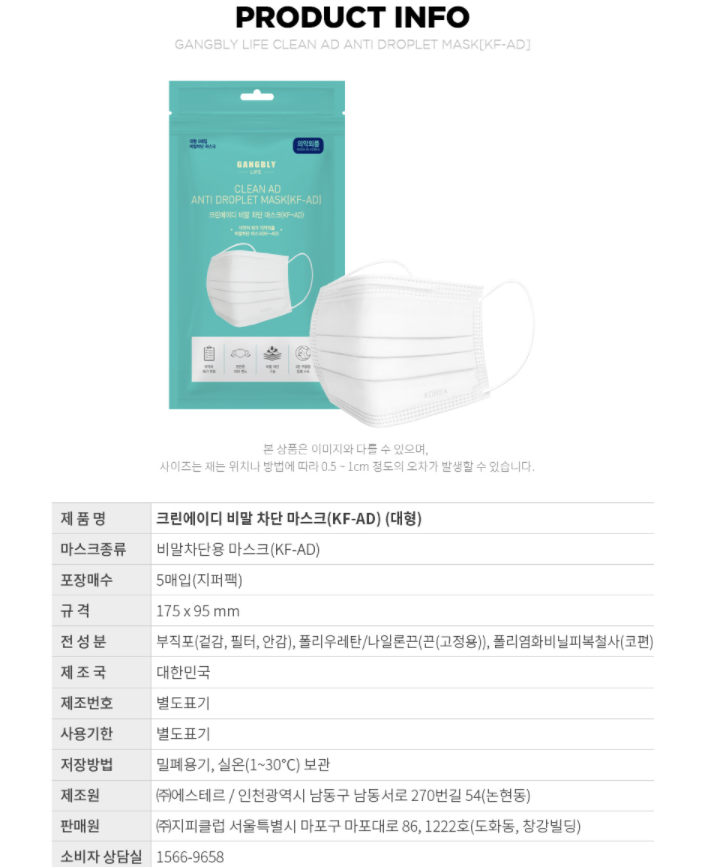 PRODUCT INFO
GANGBLY LIFE CLEAN AD ANTI DROPLET MASK[KF-AD]
의약외품
GANGBLY
LIFE
CLEAN AD
ANTI DROPLET MASK[KF-AD]
크린에이디 비말 차단 마스크(KF-AD)
KOREA
본 상품은 이미지와 다를 수 있으며,
사이즈는 재는 위치나 방법에 따라 0.5 ~ 1cm 정도의 오차가 발생할 수 있습니다.
제 품 명 크린에이디 비말 차단 마스크(KF-AD) (대형)
마스크종류 비말차단용 마스크(KF-AD)
포장매수 5매입(지퍼팩)
규 격 175 x 95 mm
전 성 분 부직포(겉감, 필터, 안감), 폴리우레탄/나일론끈(끈(고정용)), 폴리염화비닐피복철사(코편)
제 조 국 대한민국
제조번호 별도표기
사용기한 별도표기
저장방법 밀폐용기, 실온(1~30℃) 보관
제조원 ㈜에스테르 / 인천광역시 남동구 남동서로 270번길 54(논현동)
판매원 ㈜지피클럽 서울특별시 마포구 마포대로 86, 1222호(도화동, 창강빌딩)
소비자 상담실 1566-9658